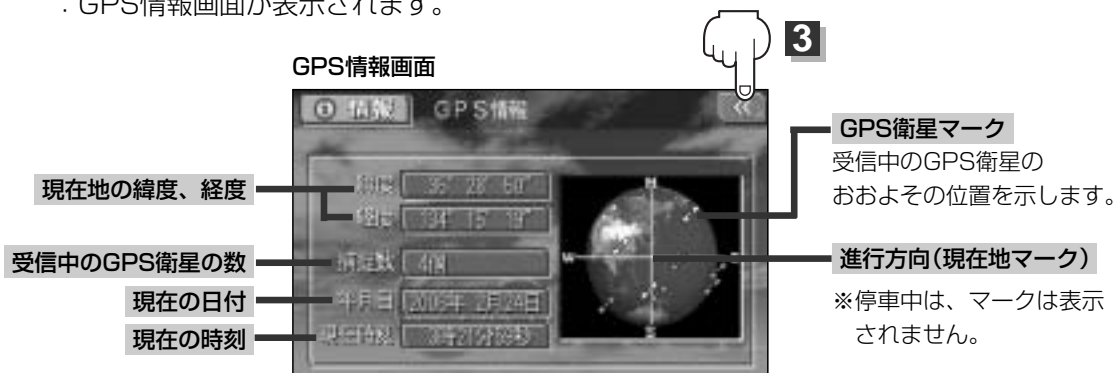 ：GPS情報画面が表示されます。
GPS情報画面
3
情報 GPS情報
GPS衛星マーク
受信中のGPS衛星の
おおよその位置を示します。
現在地の緯度、経度
受信中のGPS衛星の数
進行方向（現在地マーク）
※停車中は、マークは表示
されません。
年月日
現在の日付
現在の時刻